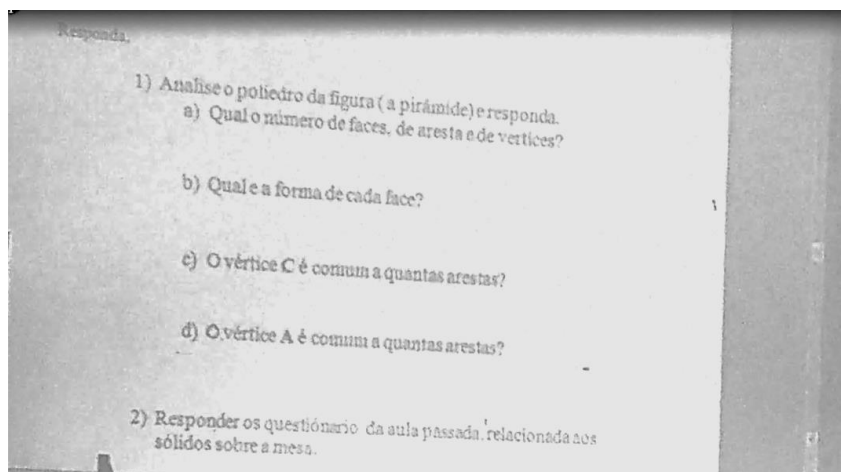 Responda.
1) Analise o poliedro da figura ( a pirâmide) e responda.
a) Qual o número de faces, de aresta e de vertices?
b) Qual e a forma de cada face?
c) O vértice C é comum a quantas arestas?
d) O vértice A é comum a quantas arestas?
2) Responder os questiónario da aula passada, relacionada aos
sólidos sobre a mesa.